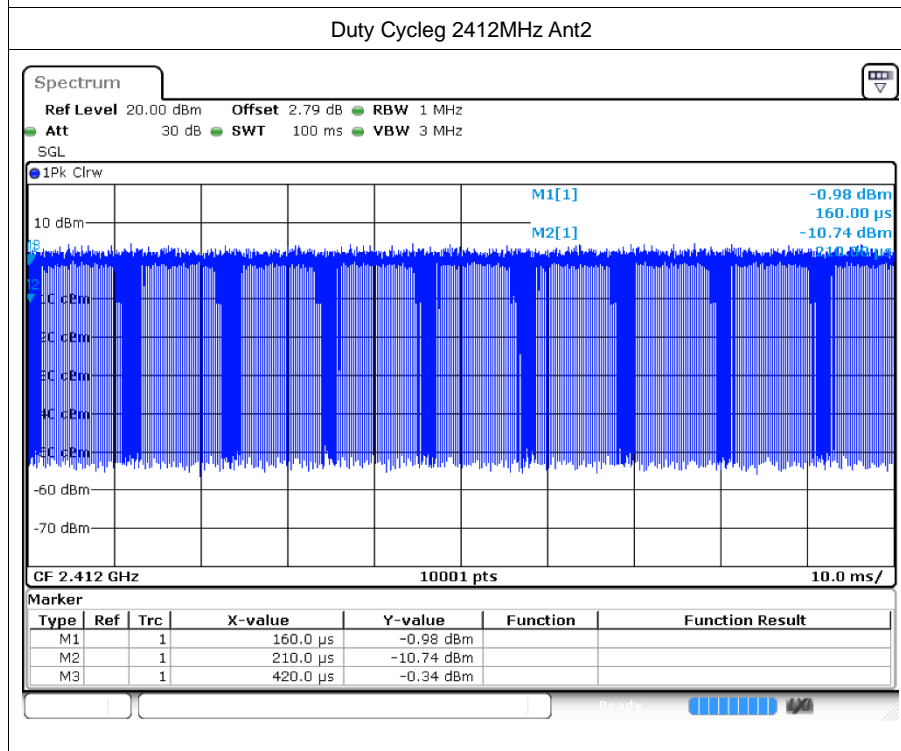 Duty Cycleg 2412MHz Ant2
Spectrum
Ref Level 20.00 dBm Offset 2.79 dB RBW 1 MHz
Att 30 dB SWT 100 ms VBW 3 MHz
SGL
1Pk Clrw
M1[1] -0.98 dBm
160.00 µs
10 dBm
M2[1] -10.74 dBm
-60 dBm
-70 dBm
CF 2.412 GHz 10001 pts 10.0 ms/
Marker
Type Ref Trc X-value Y-value Function Function Result
M1 1 160.0 µs -0.98 dBm
M2 1 210.0 µs -10.74 dBm
M3 1 420.0 µs -0.34 dBm
Ready
LXI